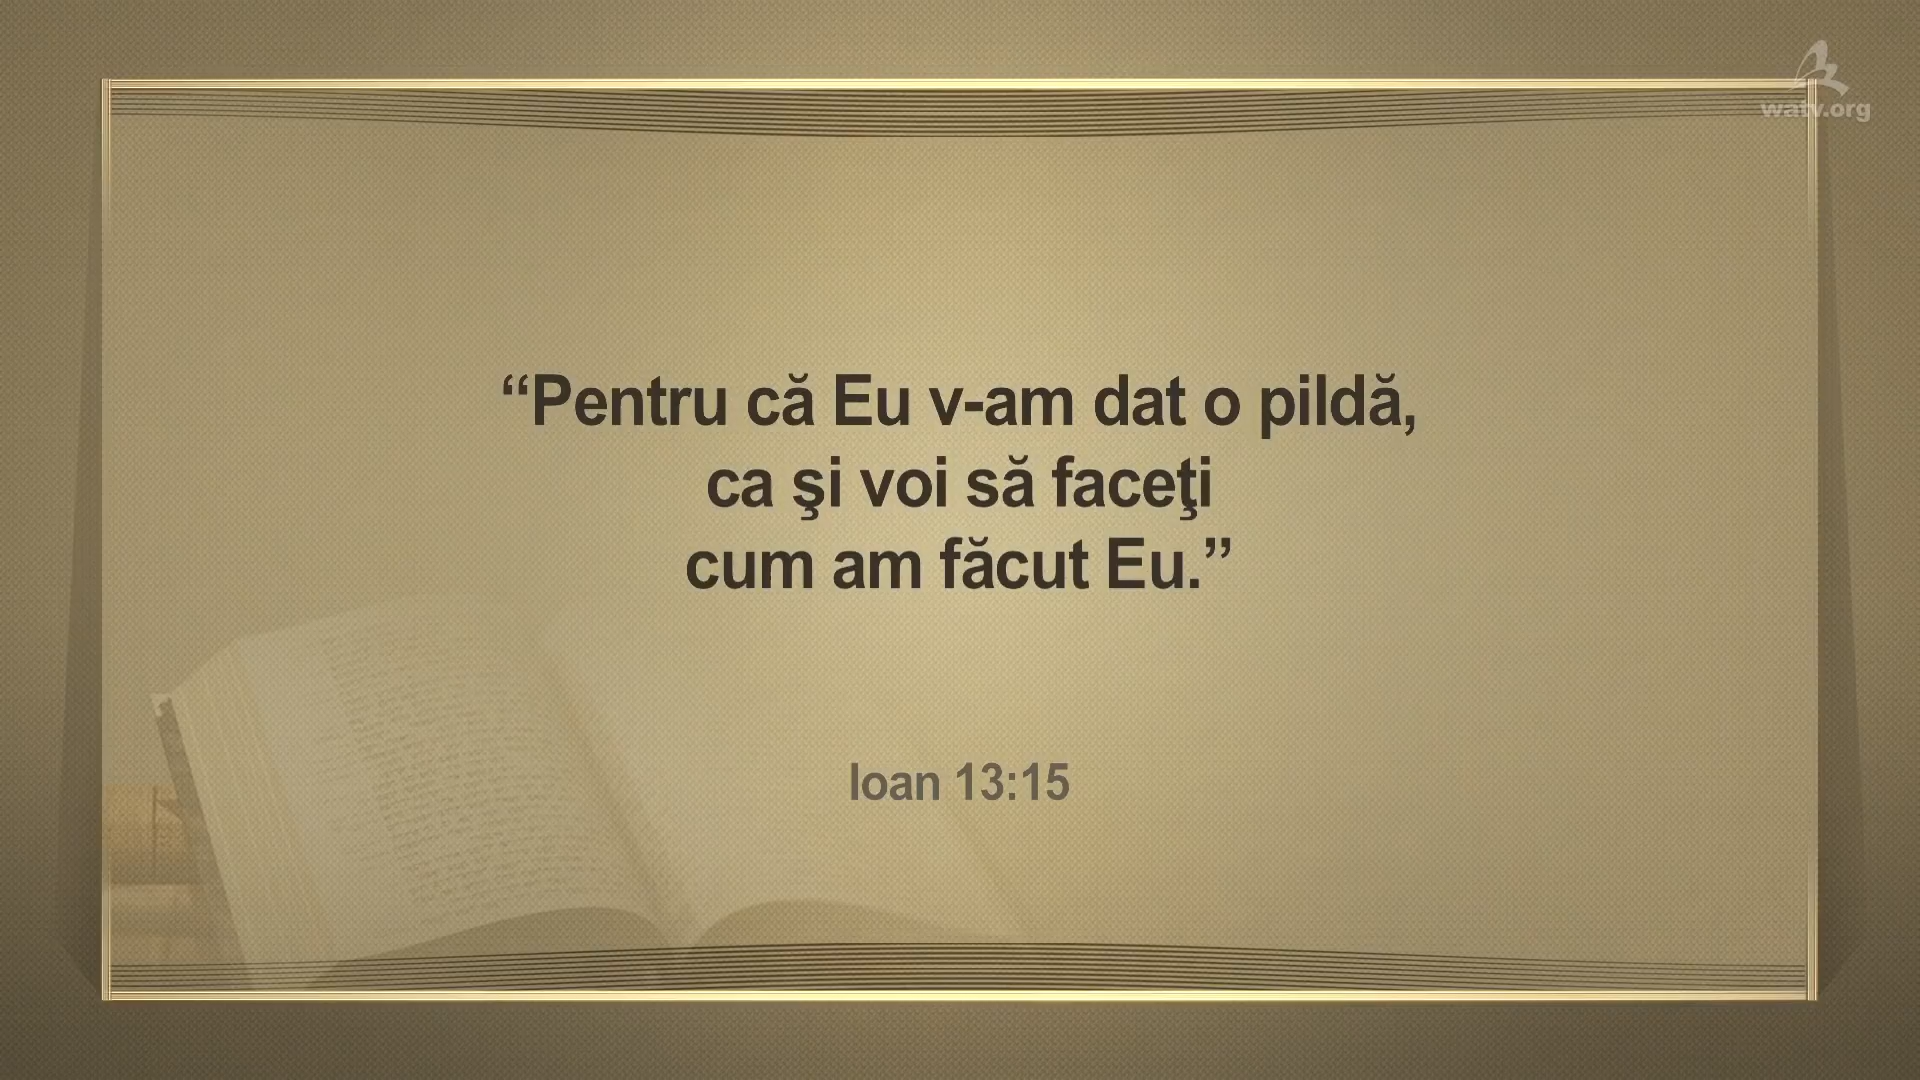 watv.org
“Pentru că Eu v-am dat o pildă,
ca şi voi să faceţi
cum am făcut Eu.”
Ioan 13:15